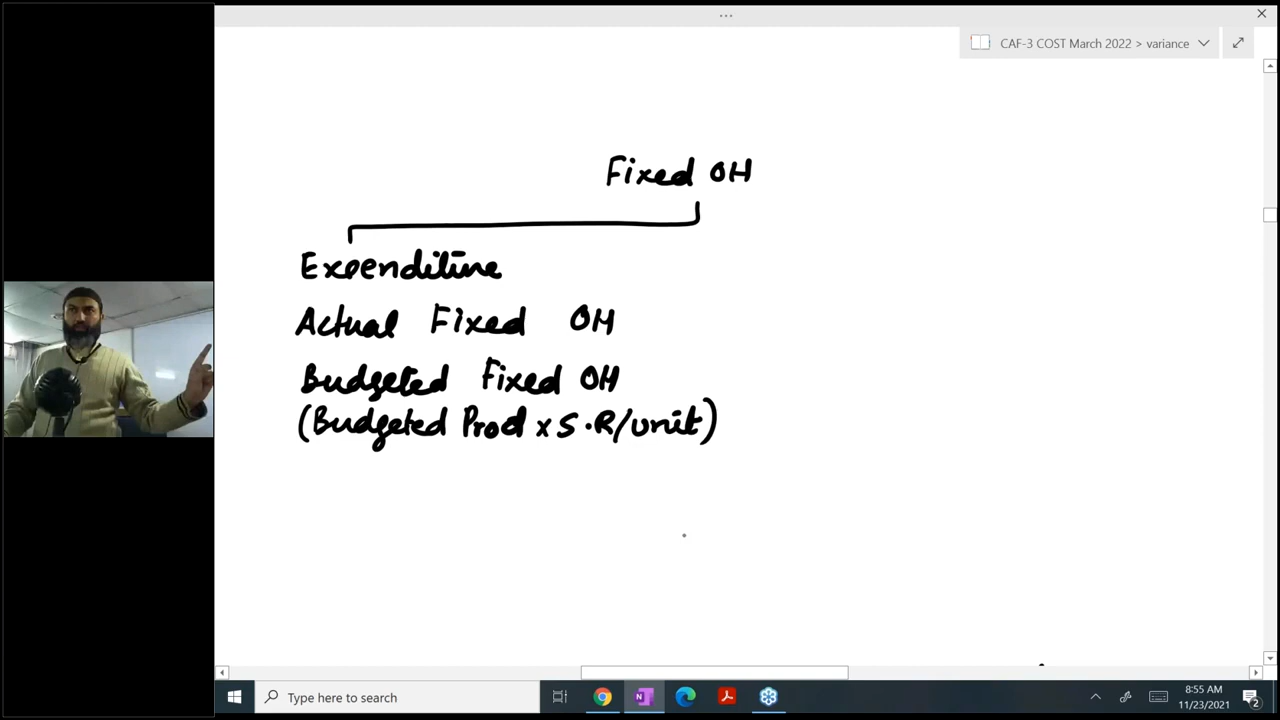 CAF-3 COST March 2022 > variance
Fixed OH
Expenditure
Actual Fixed OH
Budgeted Fixed OH
(Budgeted Prod x S.R/unit)
Type here to search
8:55 AM
11/23/2021
2